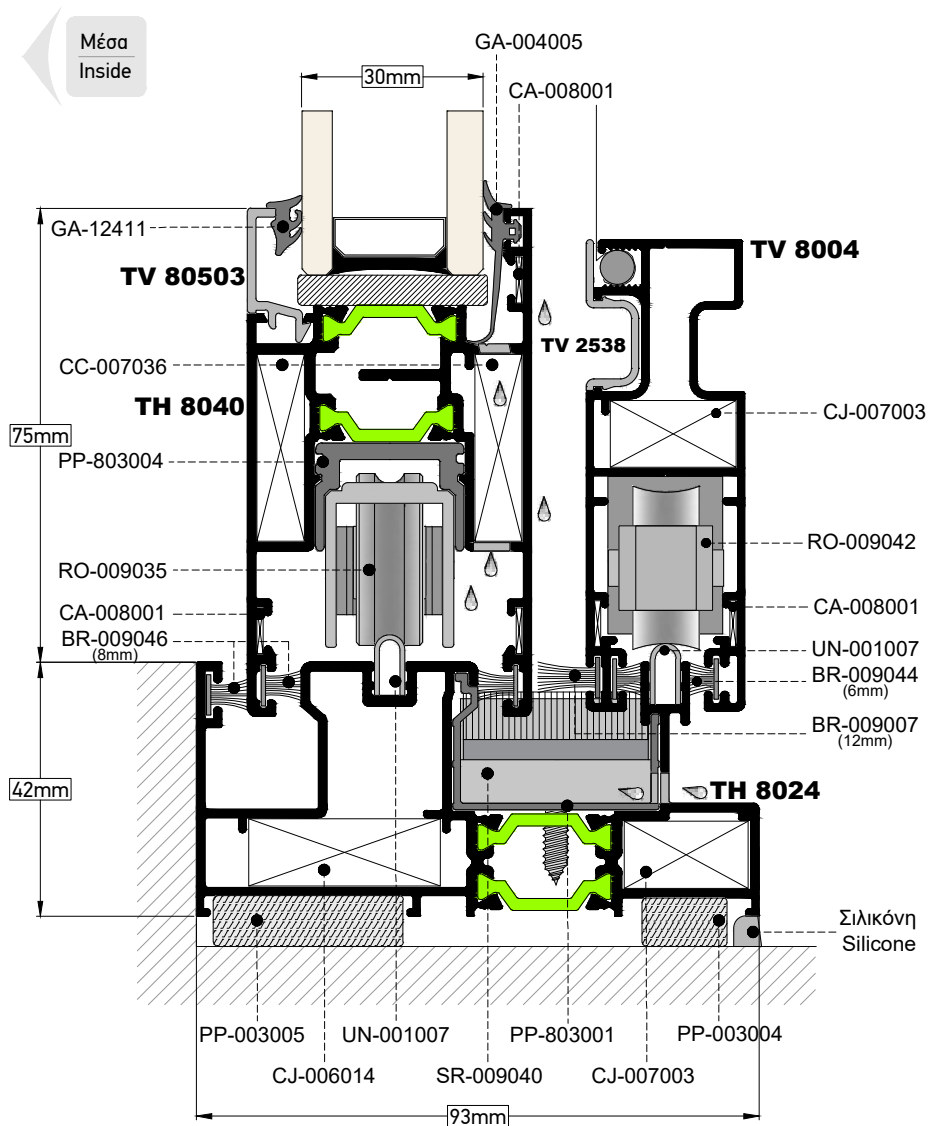 Μέσα
Inside
GA-004005
30mm
CA-008001
GA-12411
TV 80503
TV 8004
TV 2538
CC-007036
TH 8040
CJ-007003
75mm
PP-803004
RO-009035
RO-009042
CA-008001
CA-008001
BR-009046
(8mm)
UN-001007
BR-009044
(6mm)
BR-009007
(12mm)
42mm
TH 8024
Σιλικόνη
Silicone
PP-003005
UN-001007
PP-803001
PP-003004
CJ-006014
SR-009040
CJ-007003
93mm